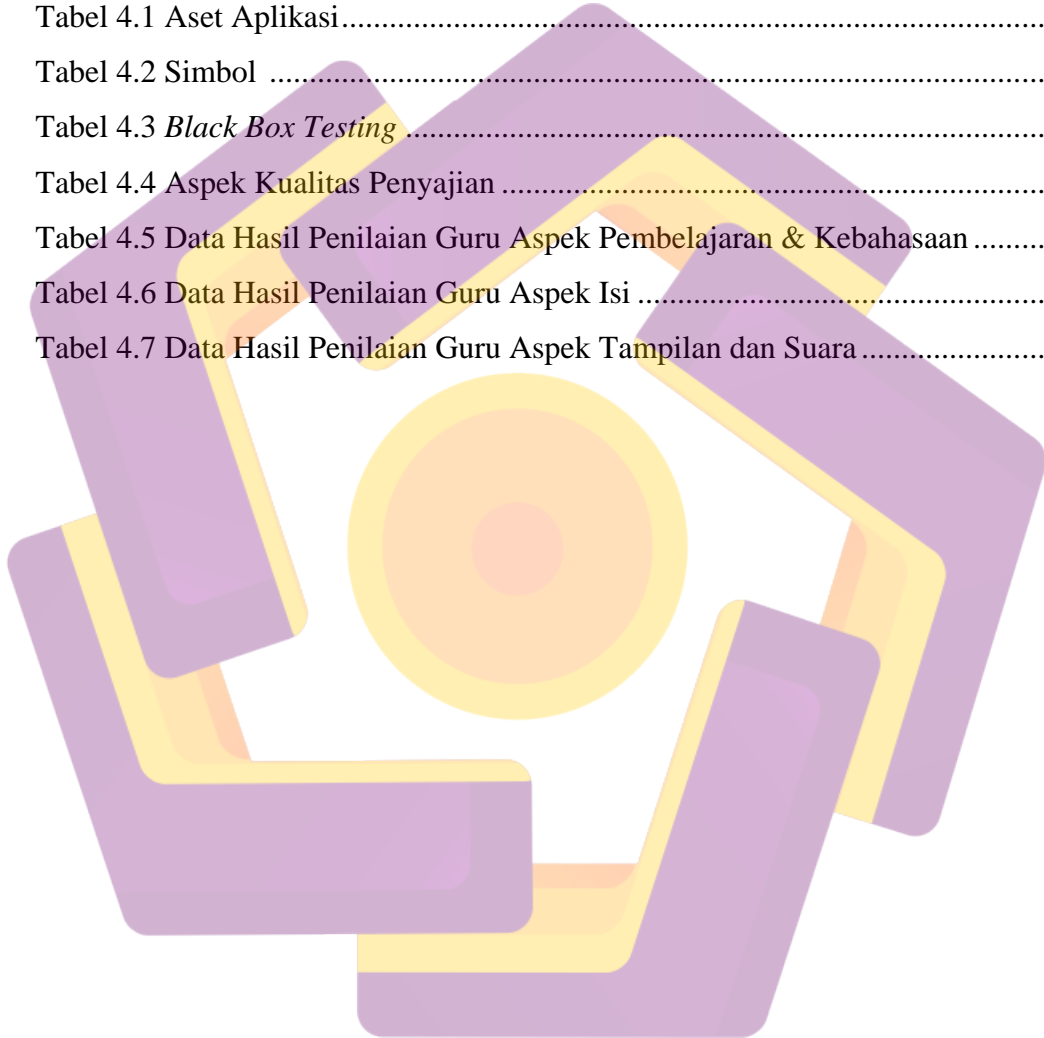 Tabel 4.1 Aset Aplikasi......................................................................................
Tabel 4.2 Simbol ...............................................................................................
Tabel 4.3 Black Box Testing ..............................................................................
Tabel 4.4 Aspek Kualitas Penyajian ..................................................................
Tabel 4.5 Data Hasil Penilaian Guru Aspek Pembelajaran & Kebahasaan .........
Tabel 4.6 Data Hasil Penilaian Guru Aspek Isi ..................................................
Tabel 4.7 Data Hasil Penilaian Guru Aspek Tampilan dan Suara.......................